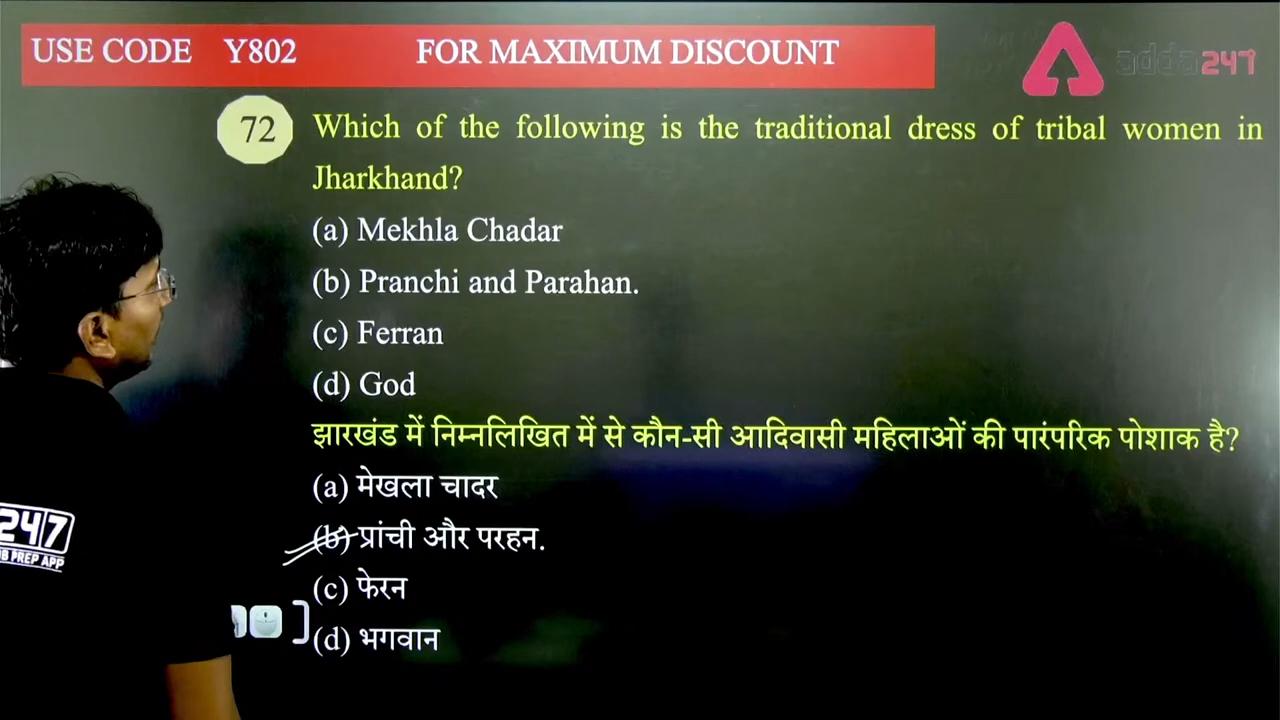 USE CODE Y802 FOR MAXIMUM DISCOUNT
adda247
72 Which of the following is the traditional dress of tribal women in
Jharkhand?
(a) Mekhla Chadar
(b) Pranchi and Parahan.
(c) Ferran
(d) God
झारखंड में निम्नलिखित में से कौन-सी आदिवासी महिलाओं की पारंपरिक पोशाक है?
(a) मेखला चादर
(b) प्रांची और परहन.
(c) फेरन
(d) भगवान
247
PREP APP